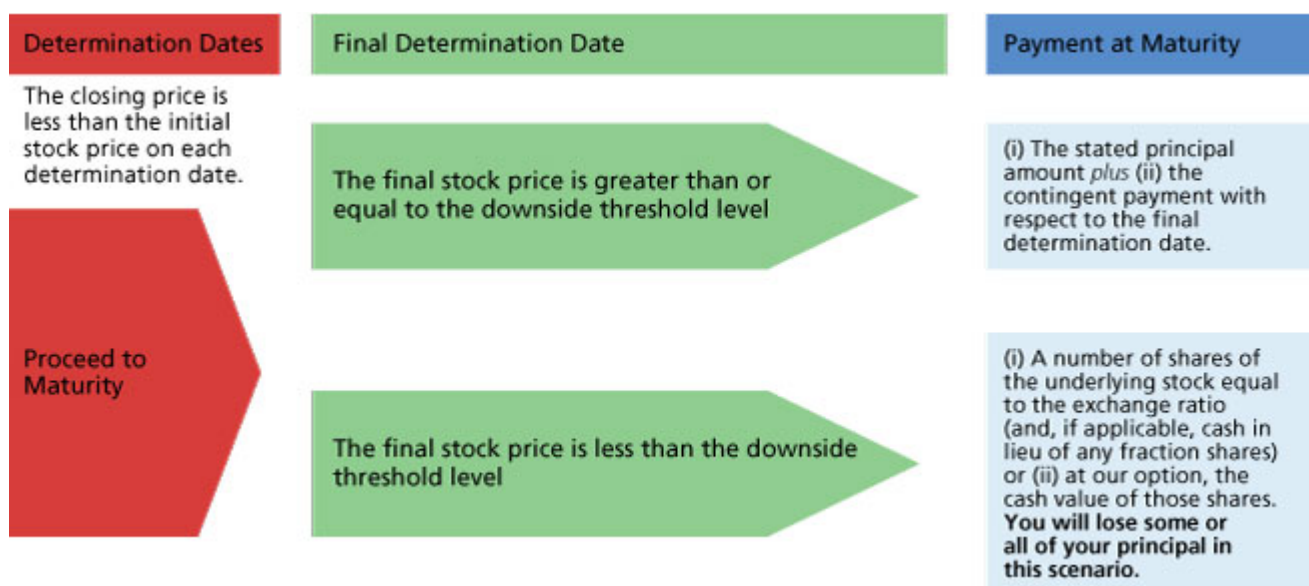 Determination Dates
Final Determination Date
Payment at Maturity
The closing price is
less than the initial
stock price on each
determination date.
Proceed to
Maturity
The final stock price is greater than or
equal to the downside threshold level
(i) The stated principal
amount plus (ii) the
contingent payment with
respect to the final
determination date.
The final stock price is less than the downside
threshold level
(i) A number of shares of
the underlying stock equal
to the exchange ratio
(and, if applicable, cash in
lieu of any fraction shares)
or (ii) at our option, the
cash value of those shares.
You will lose some or
all of your principal in
this scenario.